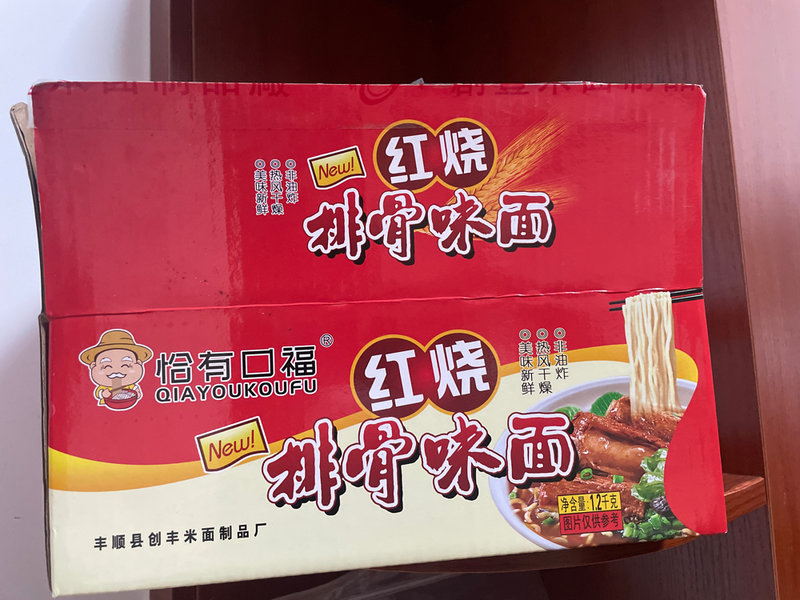 New!
红烧
排骨味面
非油炸
热风干燥
美味新鲜
恰有口福®
QIAYOUKOUFU
红烧
New!
排骨味面
非油炸
热风干燥
美味新鲜
净含量:1.2千克
图片仅供参考
丰顺县创丰米面制品厂